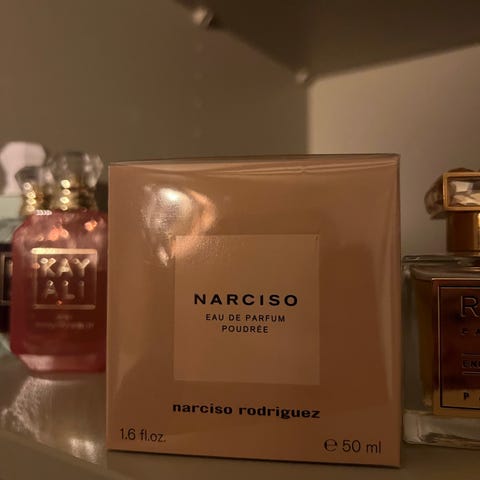 KAY
ALI
NARCISO
EAU DE PARFUM
POUDRÉE
narciso rodriguez
1.6 fl.oz.
℮ 50 ml